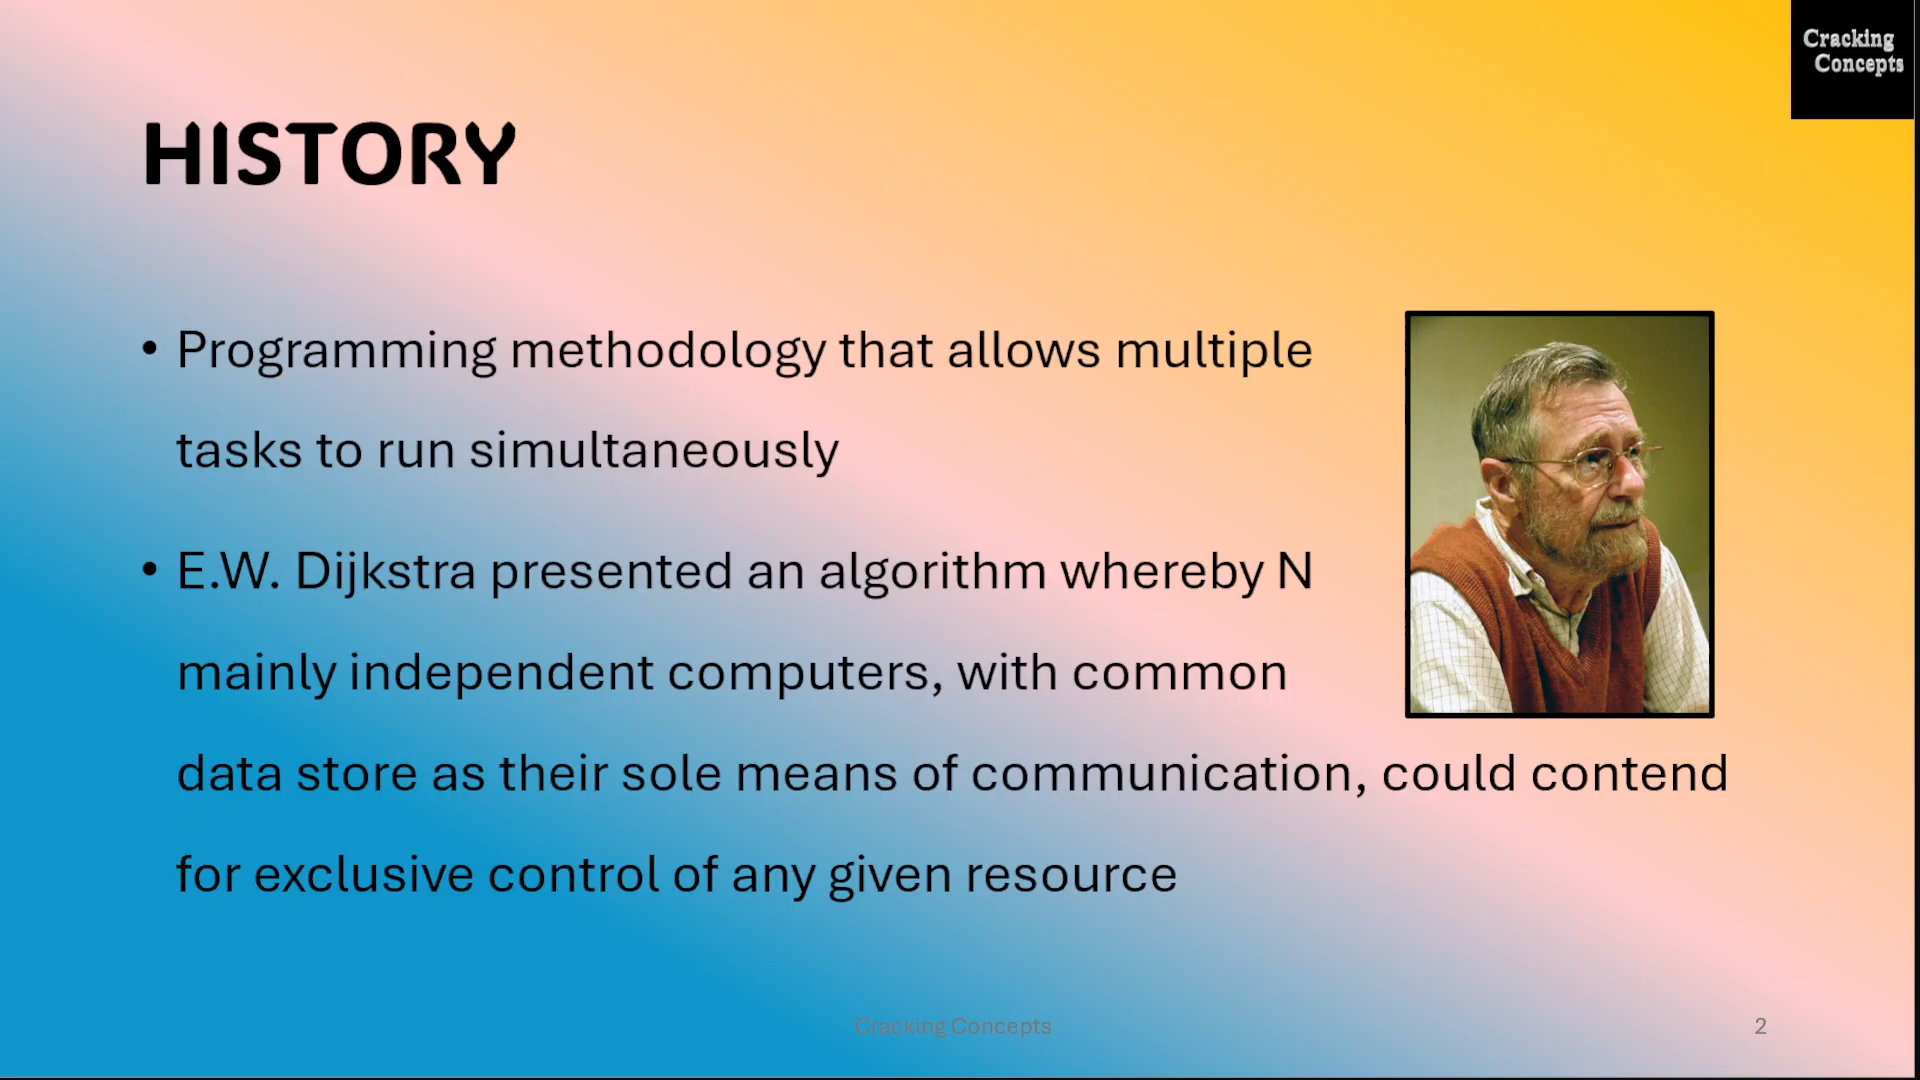 Cracking
Concepts
HISTORY
• Programming methodology that allows multiple
tasks to run simultaneously
• E.W. Dijkstra presented an algorithm whereby N
mainly independent computers, with common
data store as their sole means of communication, could contend
for exclusive control of any given resource
Cracking Concepts
2